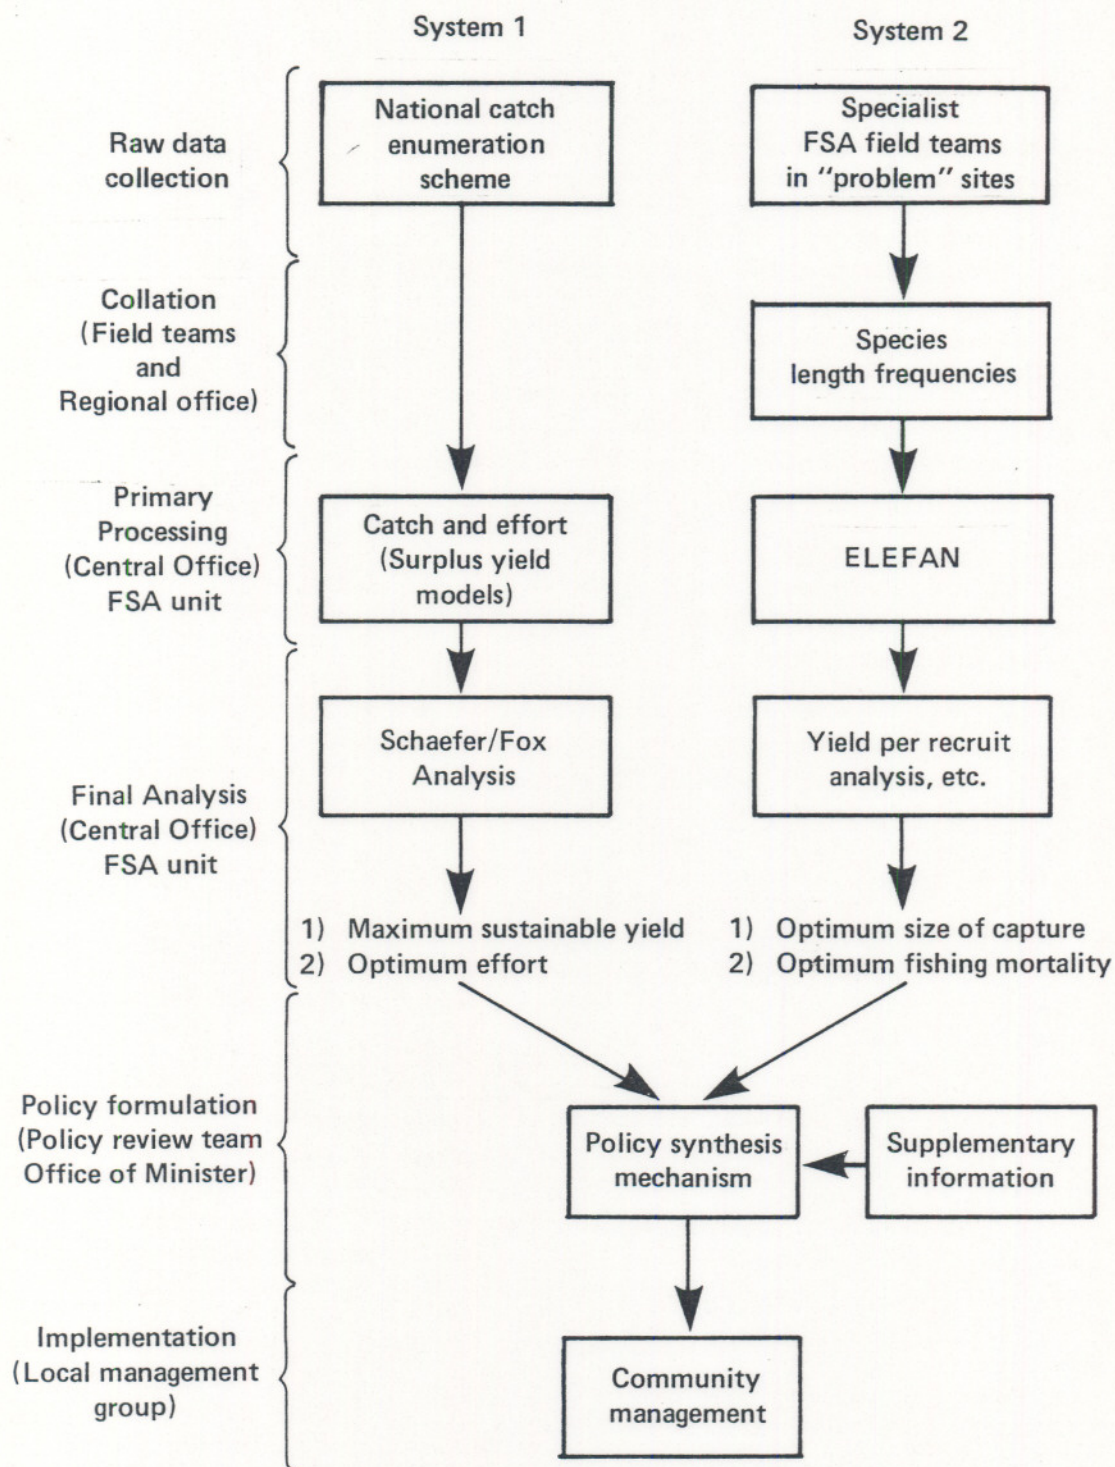 System 1
System 2
Raw data
collection
National catch
enumeration
scheme
Specialist
FSA field teams
in "problem" sites
Collation
(Field teams
and
Regional office)
Species
length frequencies
Primary
Processing
(Central Office)
FSA unit
Catch and effort
(Surplus yield
models)
ELEFAN
Final Analysis
(Central Office)
FSA unit
Schaefer/Fox
Analysis
Yield per recruit
analysis, etc.
1) Maximum sustainable yield
2) Optimum effort
1) Optimum size of capture
2) Optimum fishing mortality
Policy formulation
(Policy review team
Office of Minister)
Policy synthesis
mechanism
Supplementary
information
Implementation
(Local management
group)
Community
management